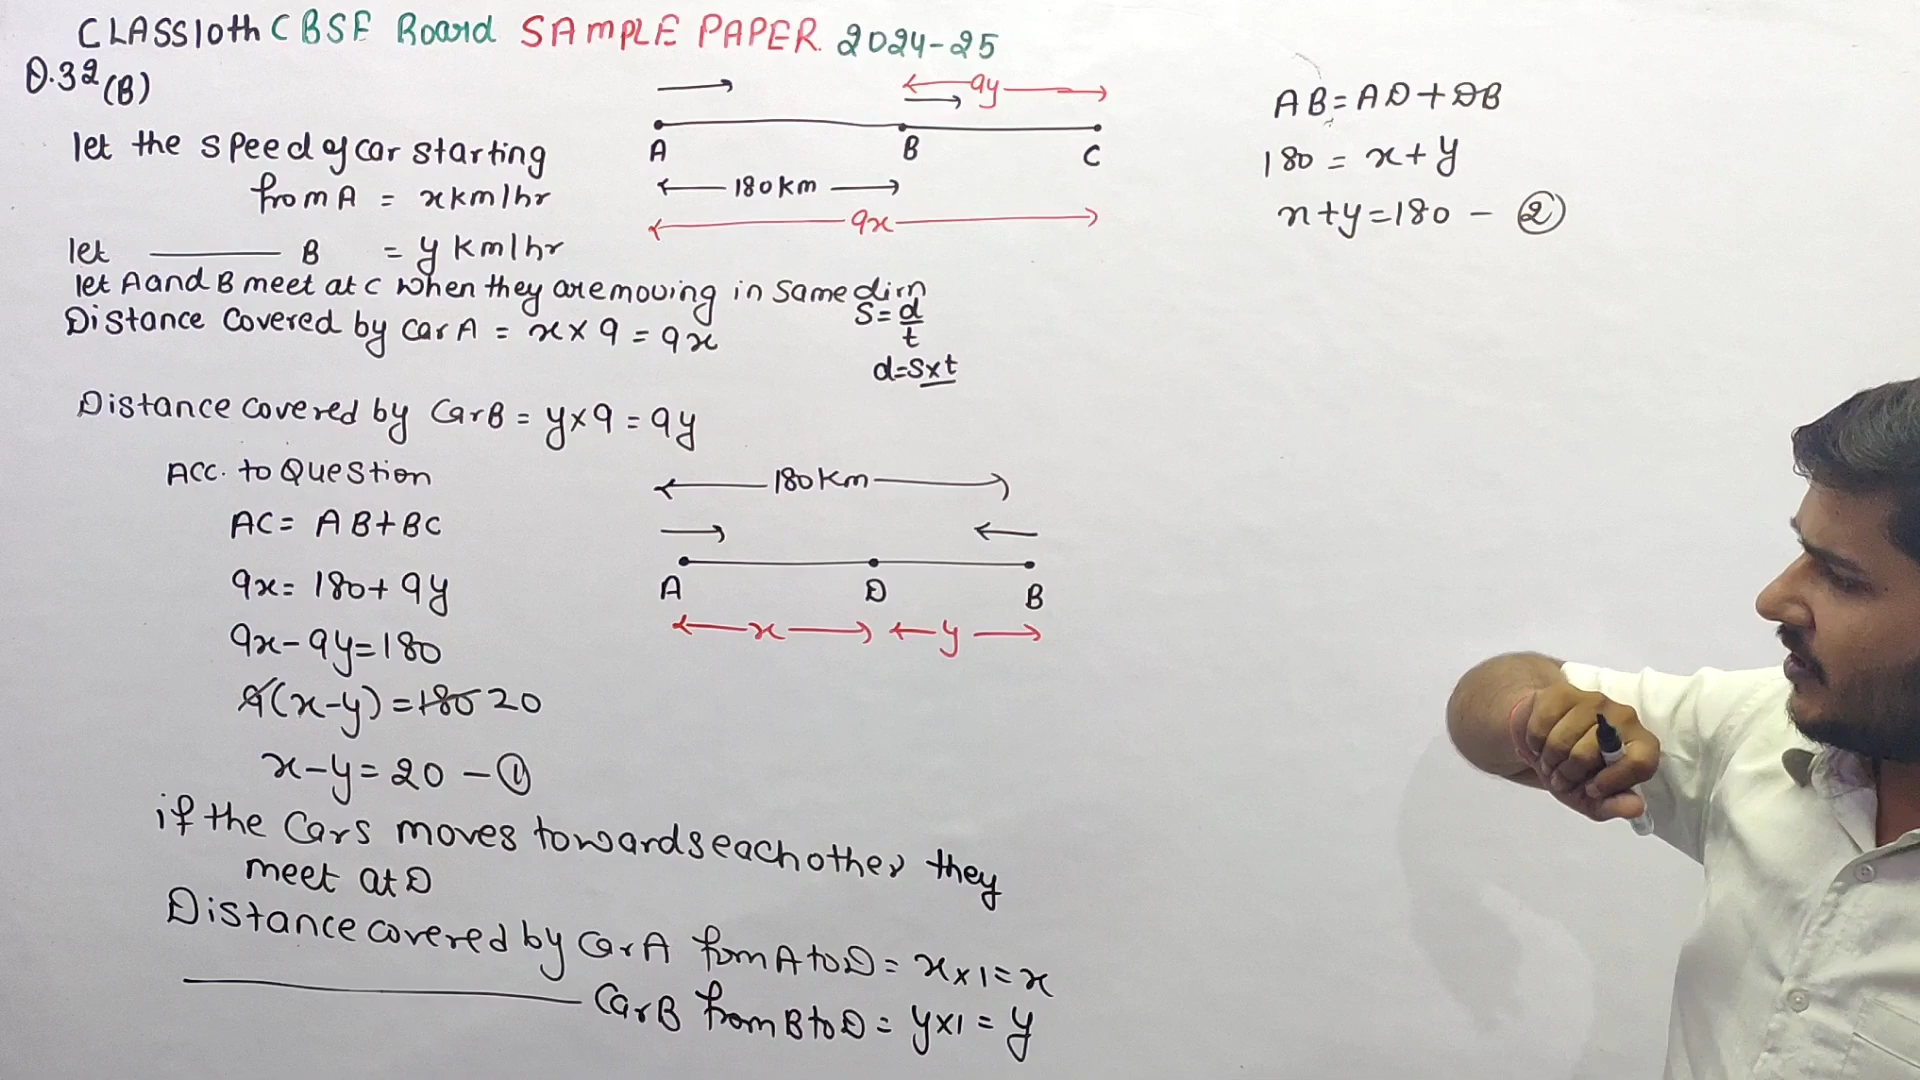 CLASS10th CBSE Board SAMPLE PAPER 2024-25
Q.32(B)
let the speed of car starting
from A = x km/hr
let ——— B = y km/hr
let A and B meet at C when they are moving in same dirn
Distance Covered by Car A = x × 9 = 9x
S = d/t
d = S×t
Distance covered by Car B = y×9 = 9y
Acc. to Question
AC = AB + BC
9x = 180 + 9y
9x - 9y = 180
9(x-y) = 180 20
x-y = 20 - ①
if the Cars moves towards each other they
meet at D
Distance covered by Car A from A to D = x×1 = x
——— Car B from B to D = y×1 = y
9y
A B C
180 km
9x
180 Km
A D B
x y
AB = AD + DB
180 = x + y
x + y = 180 - ②